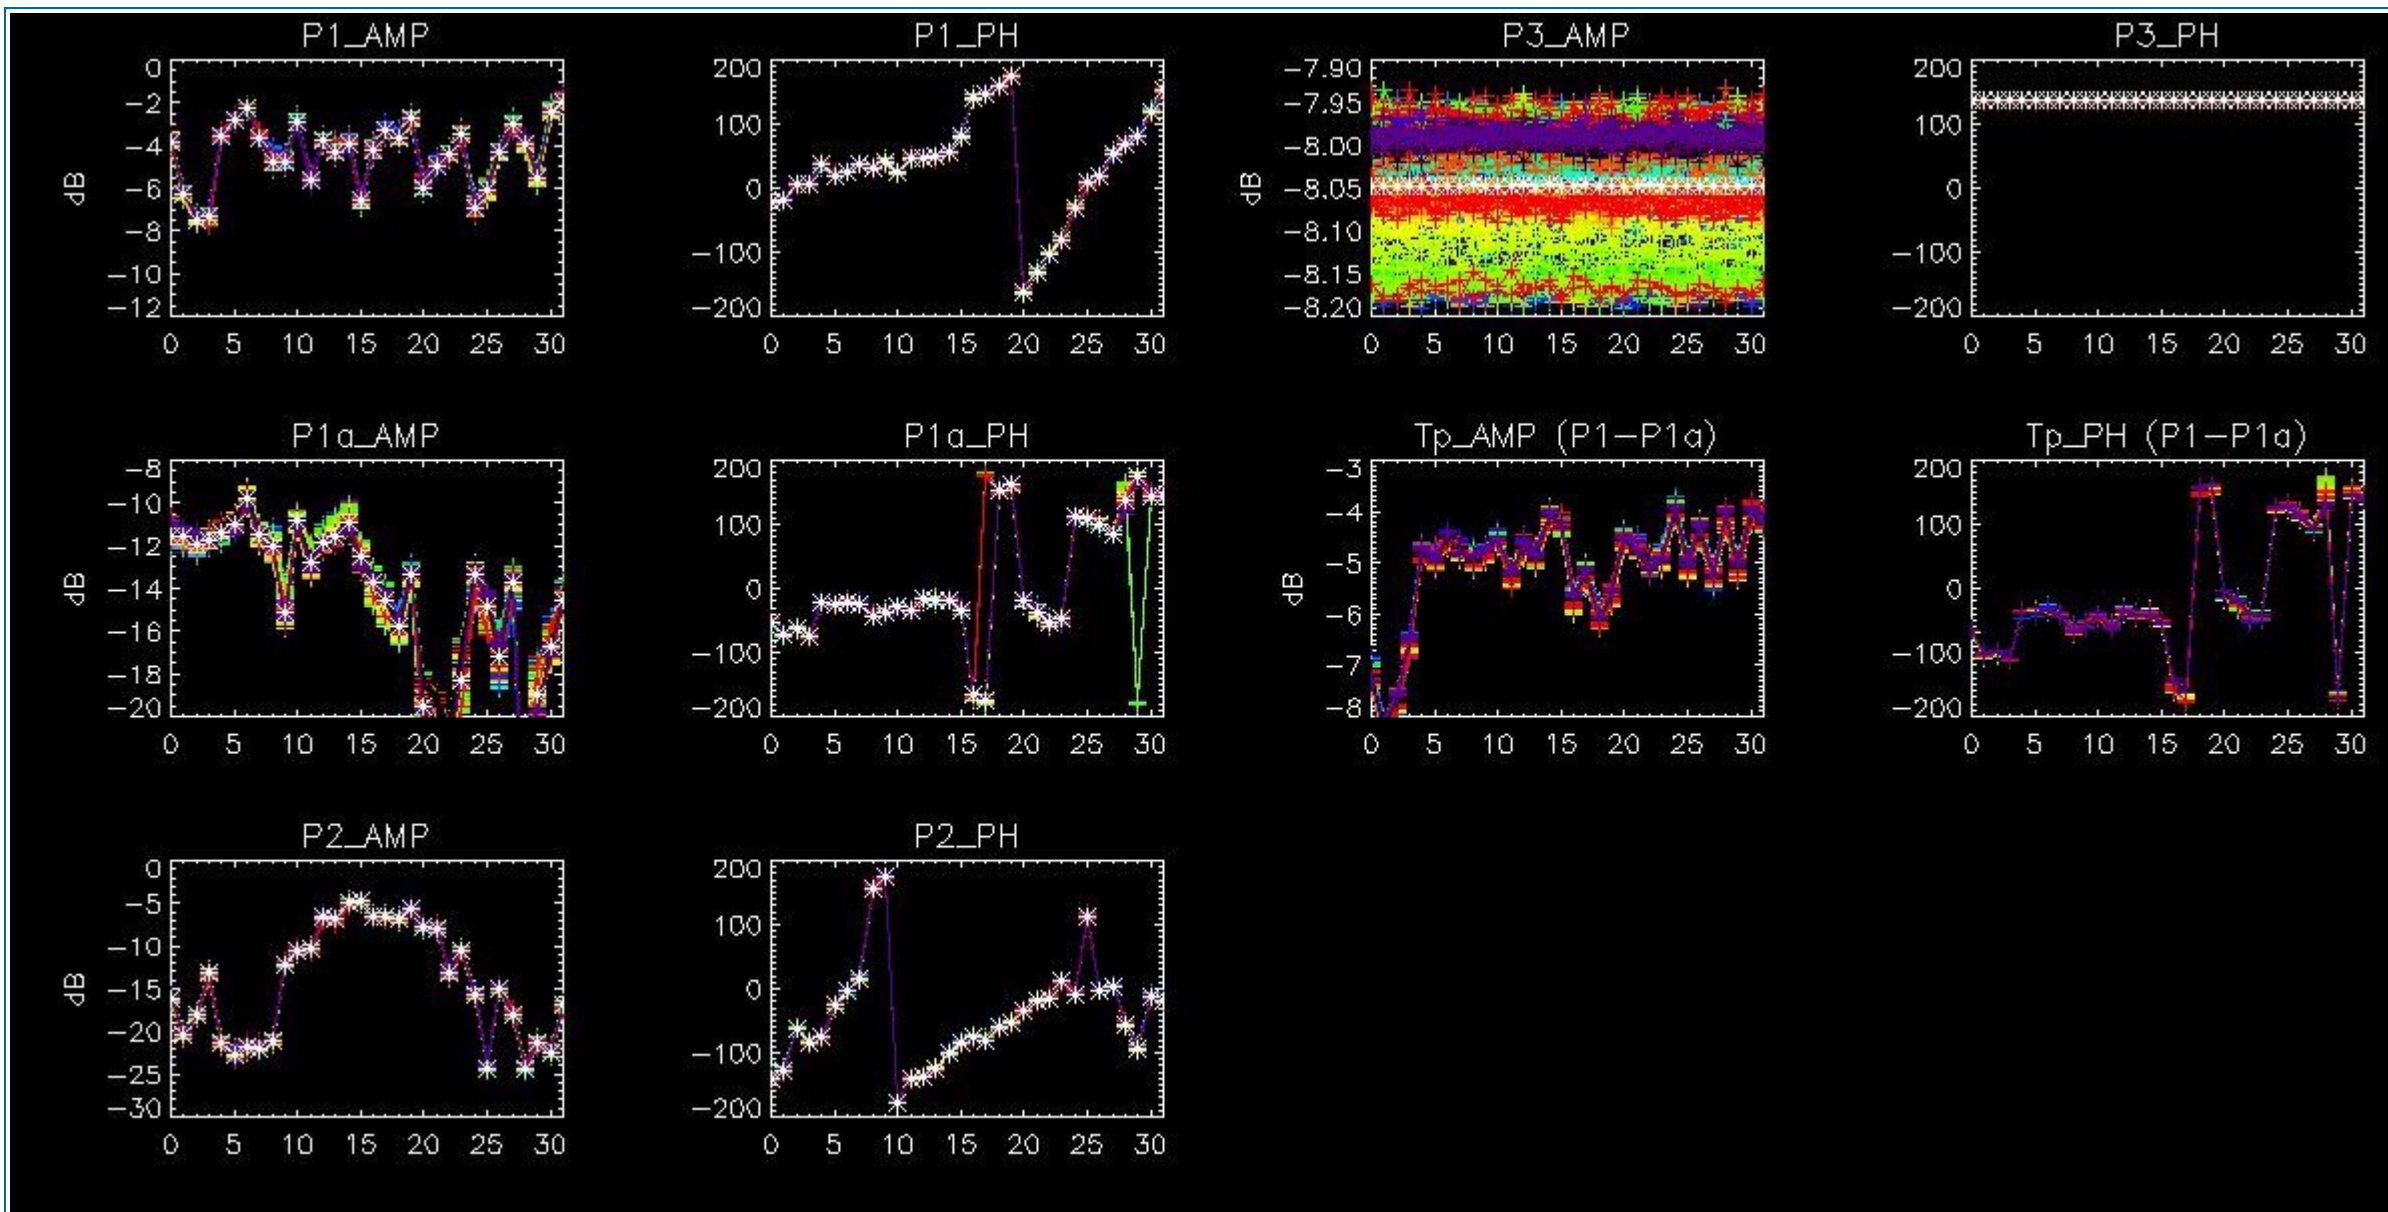 P1_AMP
0
−2
−4
−6
−8
−10
−12
dB
0 5 10 15 20 25 30
P1_PH
200
100
0
−100
−200
0 5 10 15 20 25 30
P3_AMP
−7.90
−7.95
−8.00
−8.05
−8.10
−8.15
−8.20
dB
0 5 10 15 20 25 30
P3_PH
200
100
0
−100
−200
0 5 10 15 20 25 30
P1a_AMP
−8
−10
−12
−14
−16
−18
−20
dB
0 5 10 15 20 25 30
P1a_PH
200
100
0
−100
−200
0 5 10 15 20 25 30
Tp_AMP (P1−P1a)
−3
−4
−5
−6
−7
−8
dB
0 5 10 15 20 25 30
Tp_PH (P1−P1a)
200
100
0
−100
−200
0 5 10 15 20 25 30
P2_AMP
0
−5
−10
−15
−20
−25
−30
dB
0 5 10 15 20 25 30
P2_PH
200
100
0
−100
−200
0 5 10 15 20 25 30